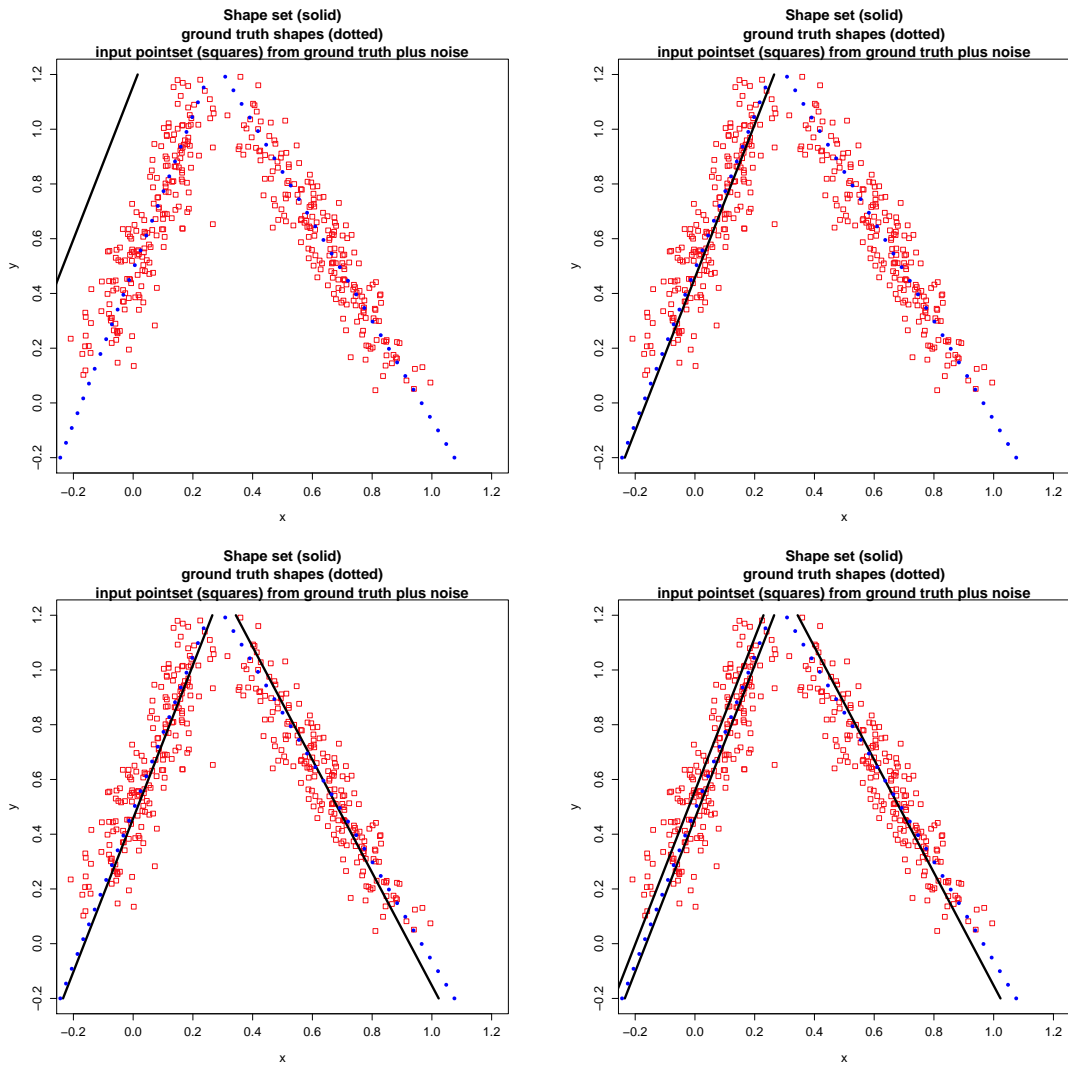 Shape set (solid)
ground truth shapes (dotted)
input pointset (squares) from ground truth plus noise
1.2
1.0
0.8
0.6
0.4
0.2
0.0
−0.2
y
−0.2 0.0 0.2 0.4 0.6 0.8 1.0 1.2
x
Shape set (solid)
ground truth shapes (dotted)
input pointset (squares) from ground truth plus noise
1.2
1.0
0.8
0.6
0.4
0.2
0.0
−0.2
y
−0.2 0.0 0.2 0.4 0.6 0.8 1.0 1.2
x
Shape set (solid)
ground truth shapes (dotted)
input pointset (squares) from ground truth plus noise
1.2
1.0
0.8
0.6
0.4
0.2
0.0
−0.2
y
−0.2 0.0 0.2 0.4 0.6 0.8 1.0 1.2
x
Shape set (solid)
ground truth shapes (dotted)
input pointset (squares) from ground truth plus noise
1.2
1.0
0.8
0.6
0.4
0.2
0.0
−0.2
y
−0.2 0.0 0.2 0.4 0.6 0.8 1.0 1.2
x